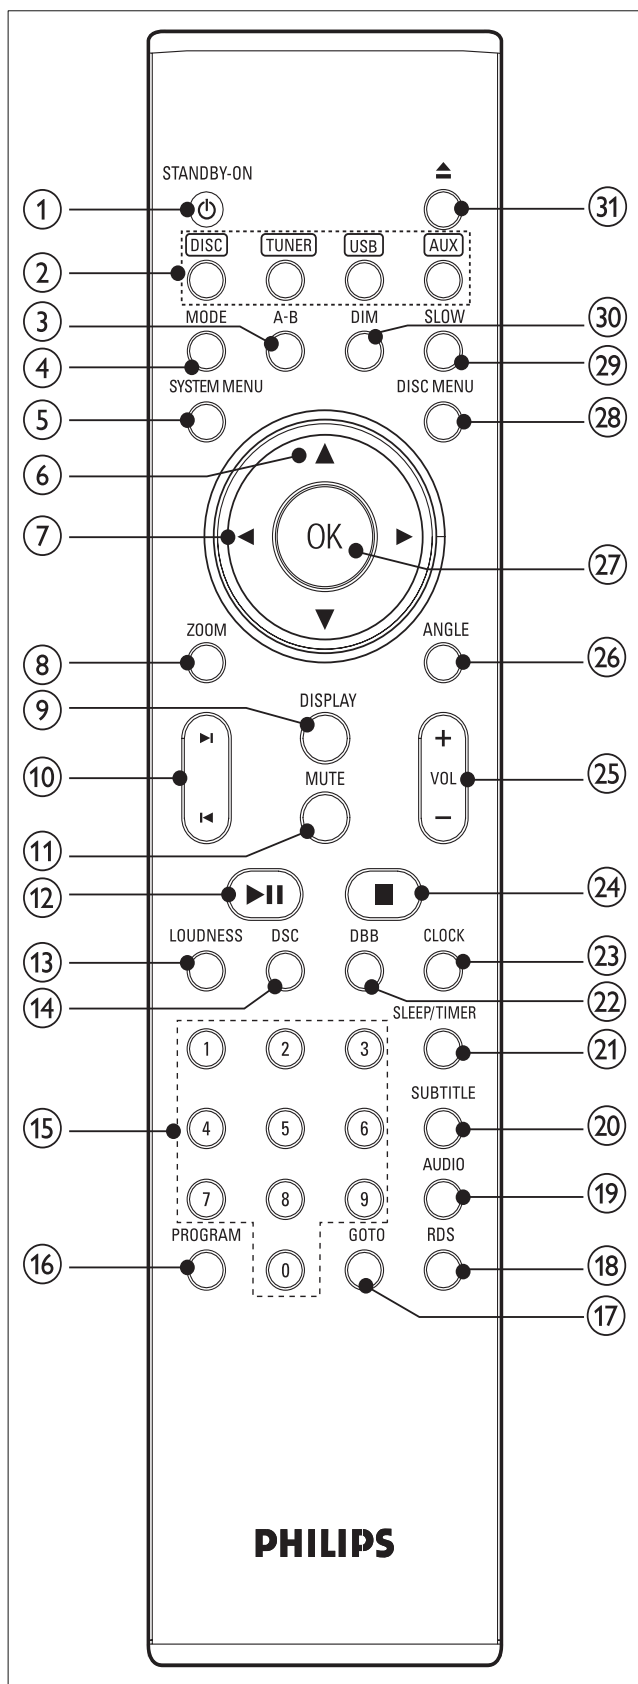 STANDBY-ON
1
31
DISC TUNER USB AUX
2
MODE A-B DIM SLOW
3
30
4
29
SYSTEM MENU DISC MENU
5
28
6
7
OK
27
ZOOM ANGLE
8
26
DISPLAY
9
10
+
VOL
−
25
MUTE
11
12
24
LOUDNESS DSC DBB CLOCK
13
23
14
22
SLEEP/TIMER
1 2 3
21
SUBTITLE
15
4 5 6
20
AUDIO
7 8 9
19
PROGRAM GOTO RDS
16
0
18
17
PHILIPS